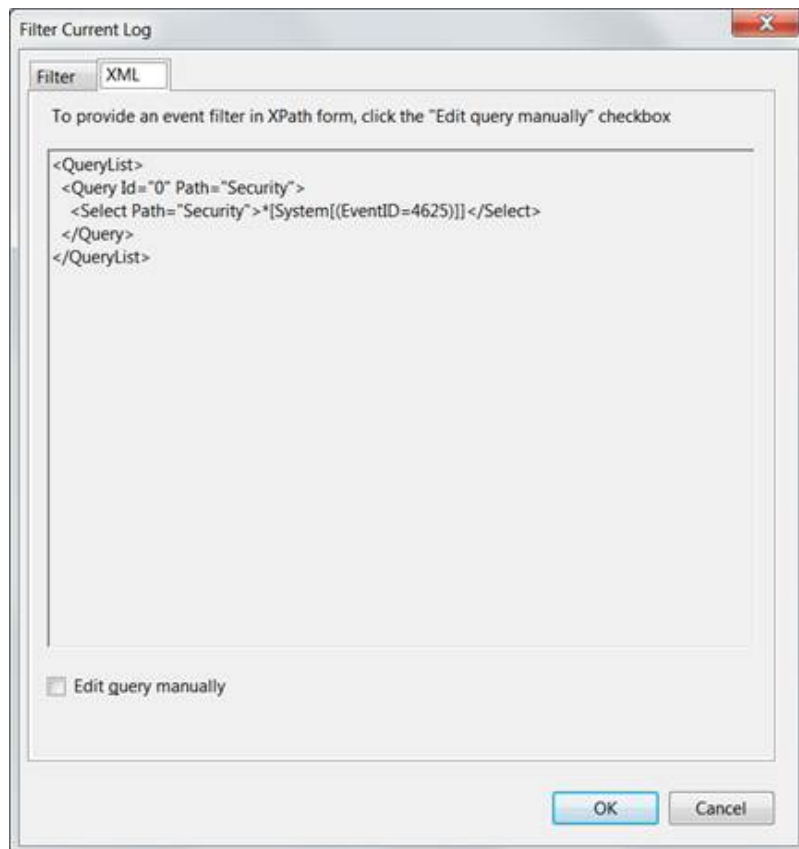 Filter Current Log
Filter XML
To provide an event filter in XPath form, click the "Edit query manually" checkbox
<QueryList>
  <Query Id="0" Path="Security">
    <Select Path="Security">*[System[(EventID=4625)]]</Select>
  </Query>
</QueryList>
Edit query manually
OK Cancel